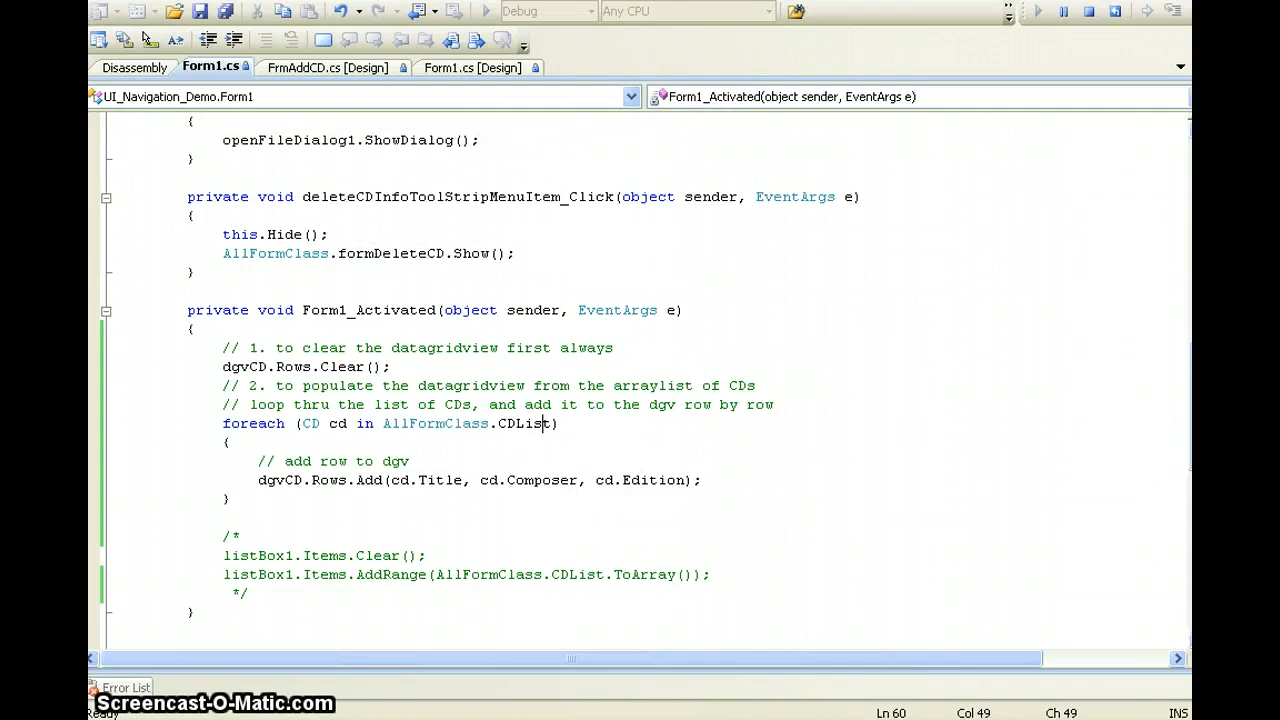 Debug Any CPU
Disassembly Form1.cs FrmAddCD.cs [Design] Form1.cs [Design]
UI_Navigation_Demo.Form1 Form1_Activated(object sender, EventArgs e)
{
openFileDialog1.ShowDialog();
}
private void deleteCDInfoToolStripMenuItem_Click(object sender, EventArgs e)
{
this.Hide();
AllFormClass.formDeleteCD.Show();
}
private void Form1_Activated(object sender, EventArgs e)
{
// 1. to clear the datagridview first always
dgvCD.Rows.Clear();
// 2. to populate the datagridview from the arraylist of CDs
// loop thru the list of CDs, and add it to the dgv row by row
foreach (CD cd in AllFormClass.CDList)
{
// add row to dgv
dgvCD.Rows.Add(cd.Title, cd.Composer, cd.Edition);
}
/*
listBox1.Items.Clear();
listBox1.Items.AddRange(AllFormClass.CDList.ToArray());
*/
}
Error List
Screencast-O-Matic.com
Ready Ln 60 Col 49 Ch 49 INS